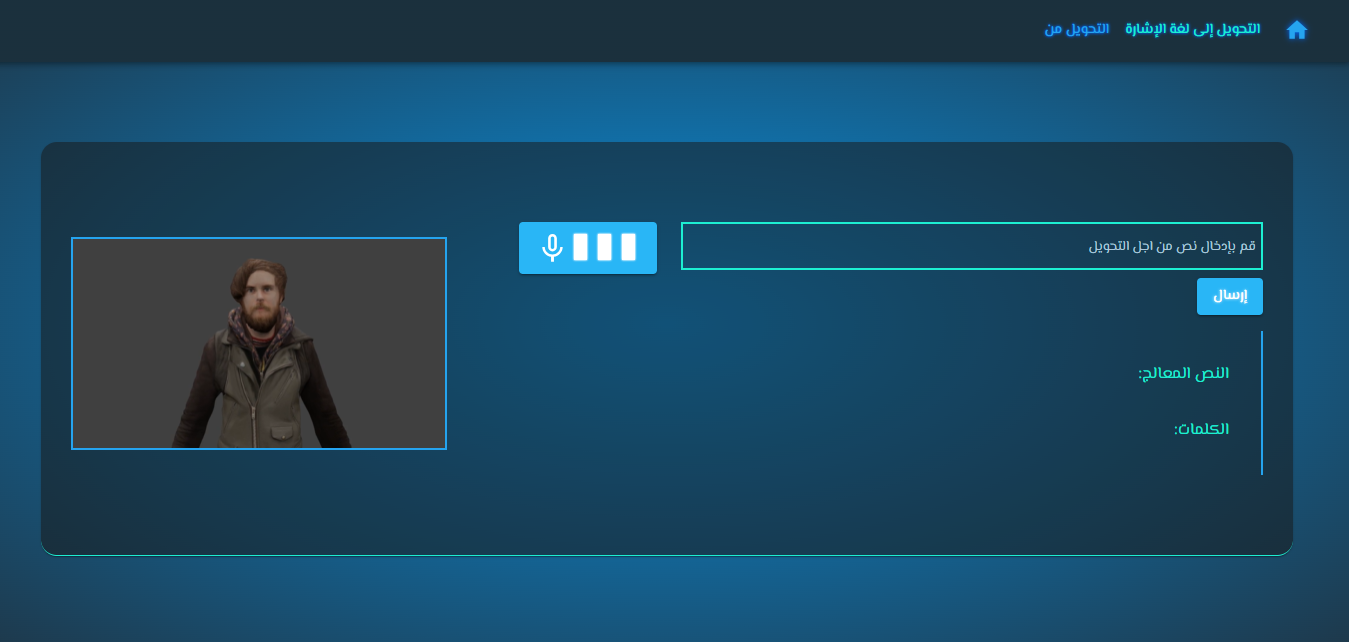 التحويل إلى لغة الإشارة
التحويل من
قم بإدخال نص من اجل التحويل
إرسال
النص المعالج:
الكلمات: